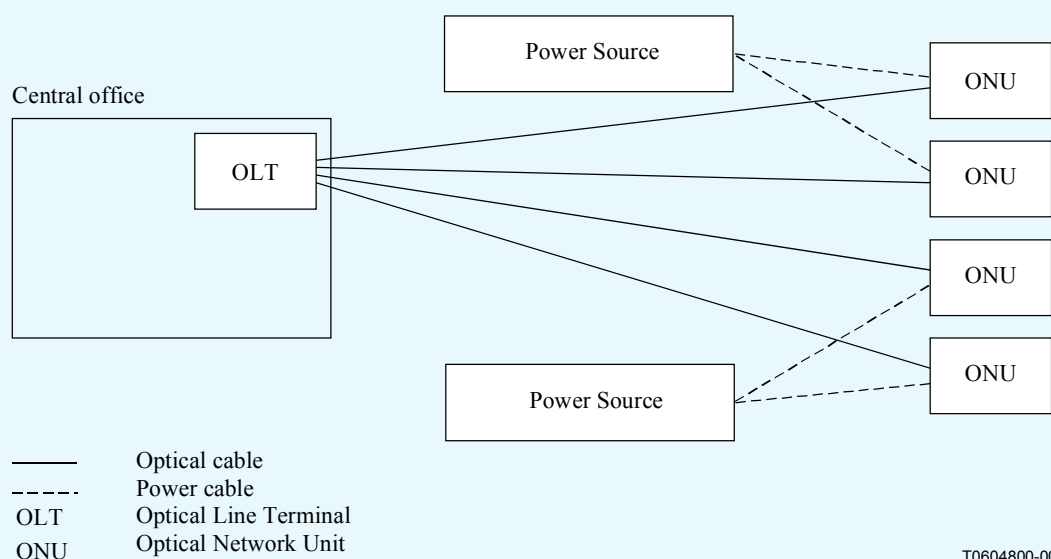 Power Source
ONU
Central office
OLT
ONU
ONU
ONU
Power Source
Optical cable
Power cable
OLT Optical Line Terminal
ONU Optical Network Unit